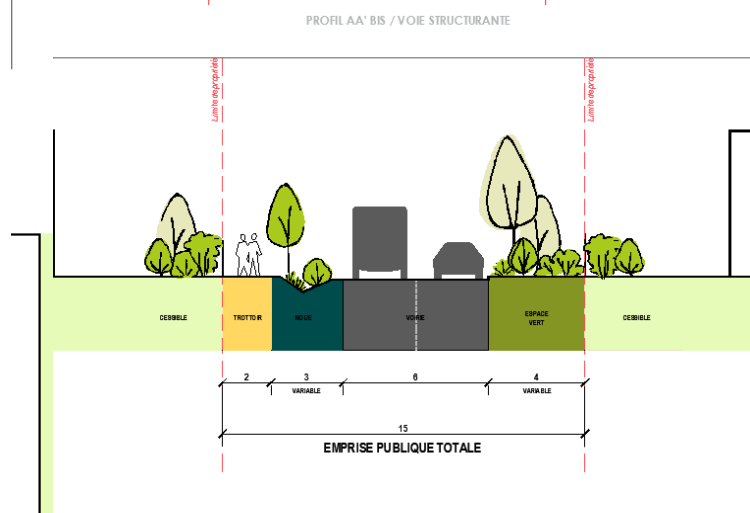 PROFIL AA' BIS / VOIE STRUCTURANTE
Limite de propriété
Limite de propriété
CESSIBLE
TROTTOIR
NOUE
VOIRIE
ESPACE
VERT
CESSIBLE
2
3
6
4
VARIABLE
VARIABLE
15
EMPRISE PUBLIQUE TOTALE